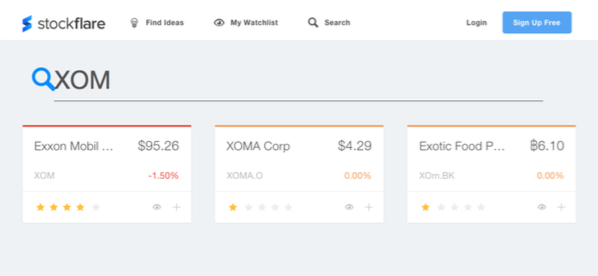 stockflare Find Ideas My Watchlist Search Login Sign Up Free
XOM
Exxon Mobil ... $95.26 XOMA Corp $4.29 Exotic Food P... ฿6.10
XOM -1.50% XOMA.O 0.00% XOm.BK 0.00%